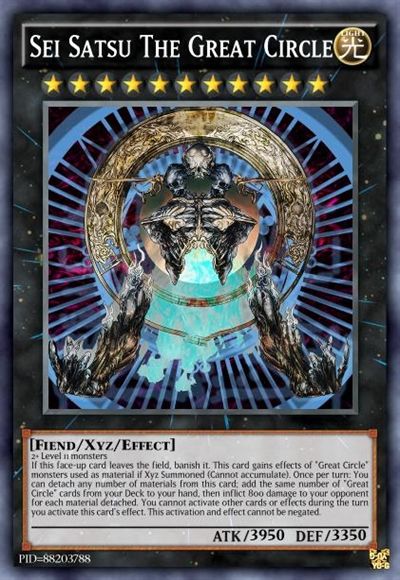 SEI SATSU THE GREAT CIRCLE
LIGHT
光
[FIEND/XYZ/EFFECT]
2+ Level 11 monsters
If this face-up card leaves the field, banish it. This card gains effects of "Great Circle"
monsters used as material if Xyz Summoned (Cannot accumulate). Once per turn: You
can detach any number of materials from this card; add the same number of "Great
Circle" cards from your Deck to your hand, then inflict 800 damage to your opponent
for each material detached. You cannot activate other cards or effects during the turn
you activate this card's effect. This activation and effect cannot be negated.
ATK/3950 DEF/3350
PID=88203788